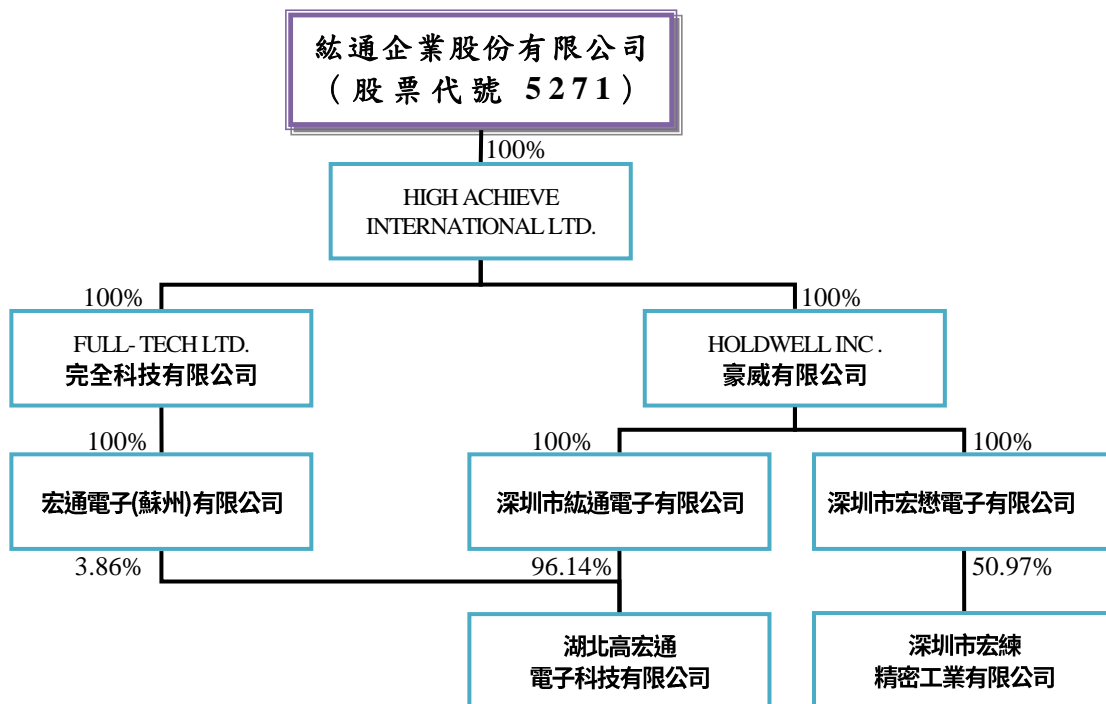 紘通企業股份有限公司
（股票代號 5271）
100%
HIGH ACHIEVE
INTERNATIONAL LTD.
100%
100%
FULL- TECH LTD.
完全科技有限公司
HOLDWELL INC .
豪威有限公司
100%
100%
100%
宏通電子(蘇州)有限公司
深圳市紘通電子有限公司
深圳市宏懋電子有限公司
3.86%
96.14%
50.97%
湖北高宏通
電子科技有限公司
深圳市宏練
精密工業有限公司